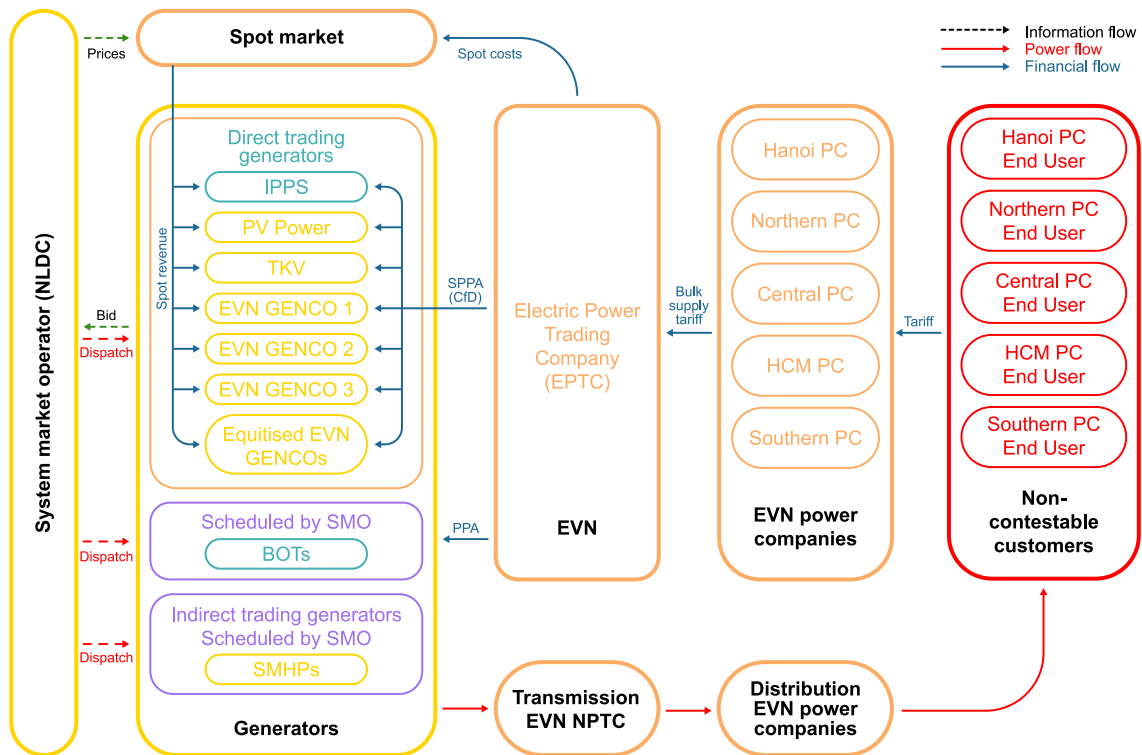 System market operator (NLDC)
Prices
Spot market
Spot costs
Information flow
Power flow
Financial flow
Bid
Dispatch
Dispatch
Dispatch
Spot revenue
Direct trading
generators
IPPS
PV Power
TKV
EVN GENCO 1
EVN GENCO 2
EVN GENCO 3
Equitised EVN
GENCOs
Scheduled by SMO
BOTs
Indirect trading generators
Scheduled by SMO
SMHPs
Generators
SPPA
(CfD)
PPA
Electric Power
Trading
Company
(EPTC)
EVN
Bulk
supply
tariff
Hanoi PC
Northern PC
Central PC
HCM PC
Southern PC
EVN power
companies
Tariff
Hanoi PC
End User
Northern PC
End User
Central PC
End User
HCM PC
End User
Southern PC
End User
Non-
contestable
customers
Transmission
EVN NPTC
Distribution
EVN power
companies